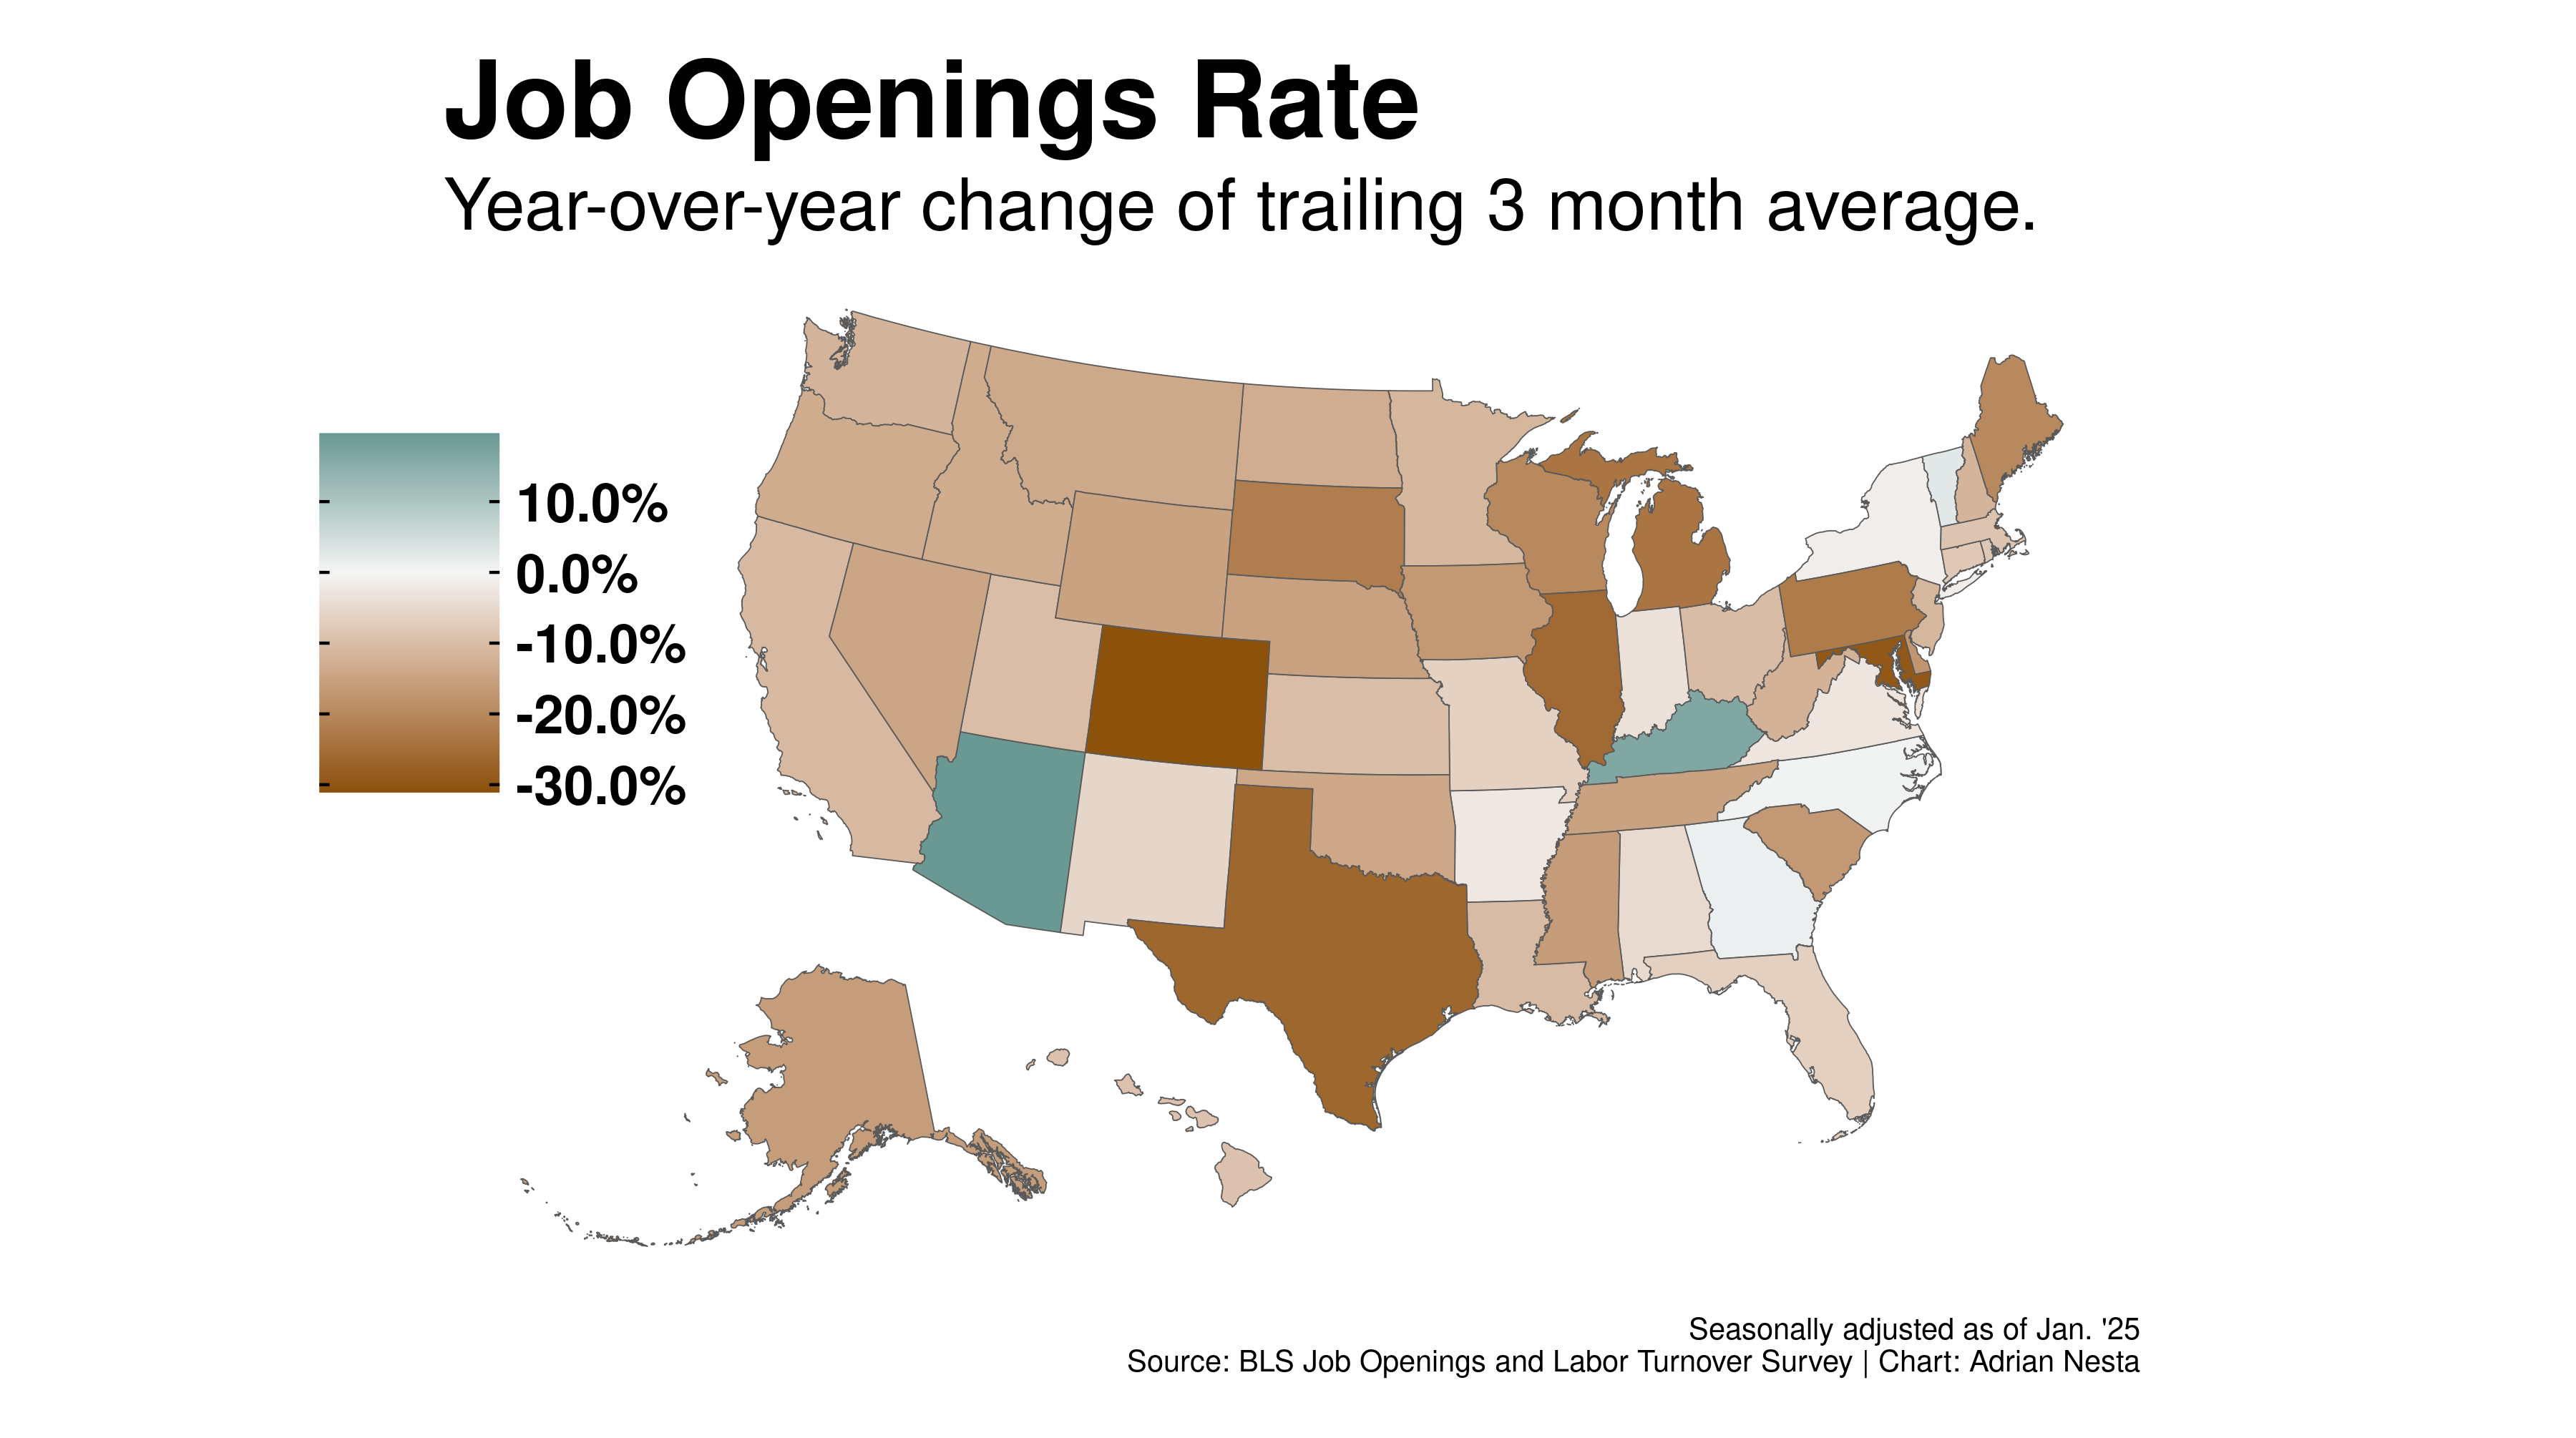 Job Openings Rate
Year-over-year change of trailing 3 month average.
10.0%
0.0%
-10.0%
-20.0%
-30.0%
Seasonally adjusted as of Jan. '25
Source: BLS Job Openings and Labor Turnover Survey | Chart: Adrian Nesta